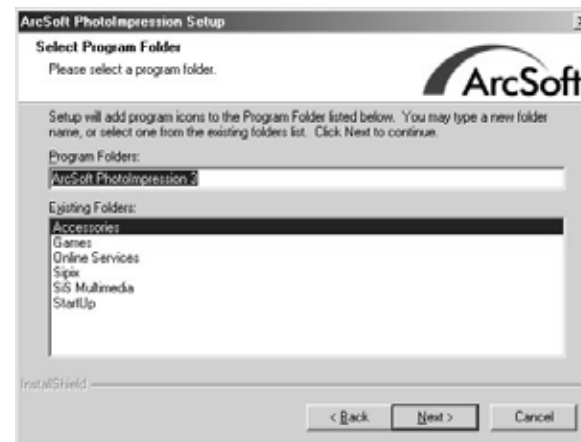 ArcSoft PhotoImpression Setup
Select Program Folder
Please select a program folder.
ArcSoft
Setup will add program icons to the Program Folder listed below. You may type a new folder
name, or select one from the existing folders list. Click Next to continue.
Program Folders:
ArcSoft PhotoImpression 3
Existing Folders:
Accessories
Games
Online Services
Sipix
SiS Multimedia
StartUp
InstallShield
< Back
Next >
Cancel